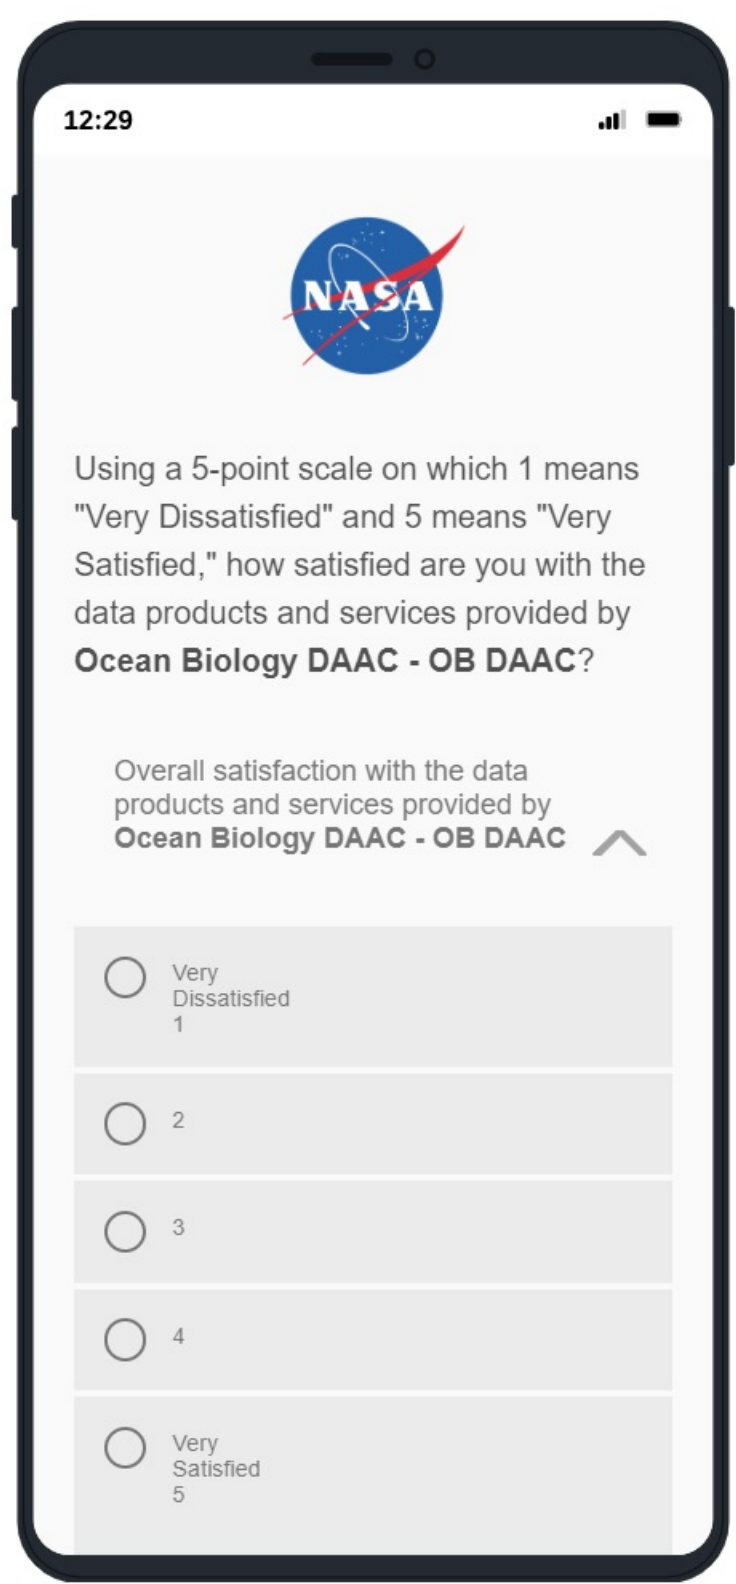 12:29
NASA
Using a 5-point scale on which 1 means
"Very Dissatisfied" and 5 means "Very
Satisfied," how satisfied are you with the
data products and services provided by
Ocean Biology DAAC - OB DAAC?
Overall satisfaction with the data
products and services provided by
Ocean Biology DAAC - OB DAAC
Very
Dissatisfied
1
2
3
4
Very
Satisfied
5